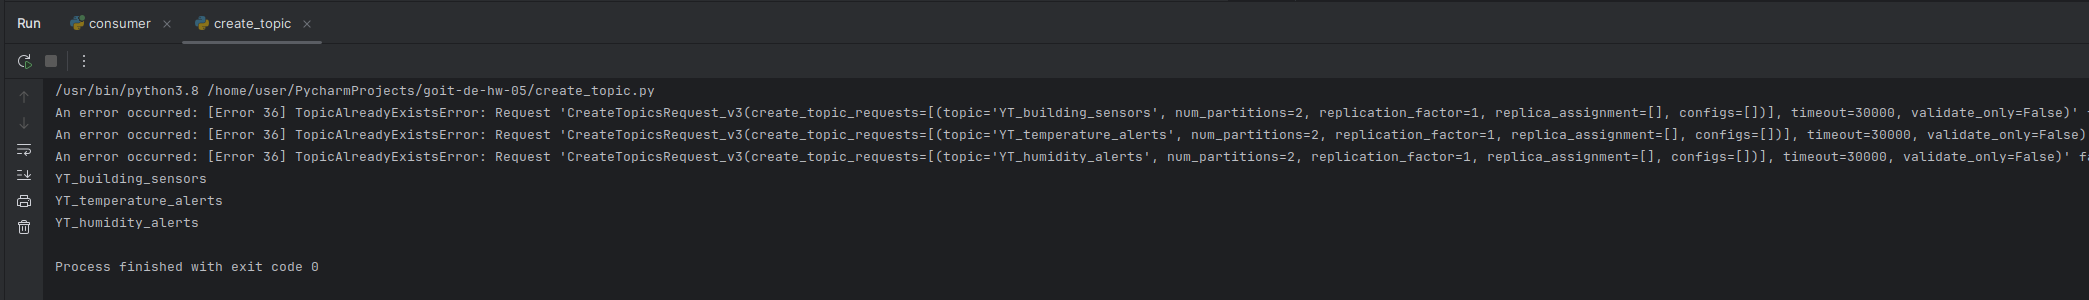 Run consumer create_topic
/usr/bin/python3.8 /home/user/PycharmProjects/goit-de-hw-05/create_topic.py
An error occurred: [Error 36] TopicAlreadyExistsError: Request 'CreateTopicsRequest_v3(create_topic_requests=[(topic='YT_building_sensors', num_partitions=2, replication_factor=1, replica_assignment=[], configs=[])], timeout=30000, validate_only=False)'
An error occurred: [Error 36] TopicAlreadyExistsError: Request 'CreateTopicsRequest_v3(create_topic_requests=[(topic='YT_temperature_alerts', num_partitions=2, replication_factor=1, replica_assignment=[], configs=[])], timeout=30000, validate_only=False)
An error occurred: [Error 36] TopicAlreadyExistsError: Request 'CreateTopicsRequest_v3(create_topic_requests=[(topic='YT_humidity_alerts', num_partitions=2, replication_factor=1, replica_assignment=[], configs=[])], timeout=30000, validate_only=False)'
YT_building_sensors
YT_temperature_alerts
YT_humidity_alerts
Process finished with exit code 0